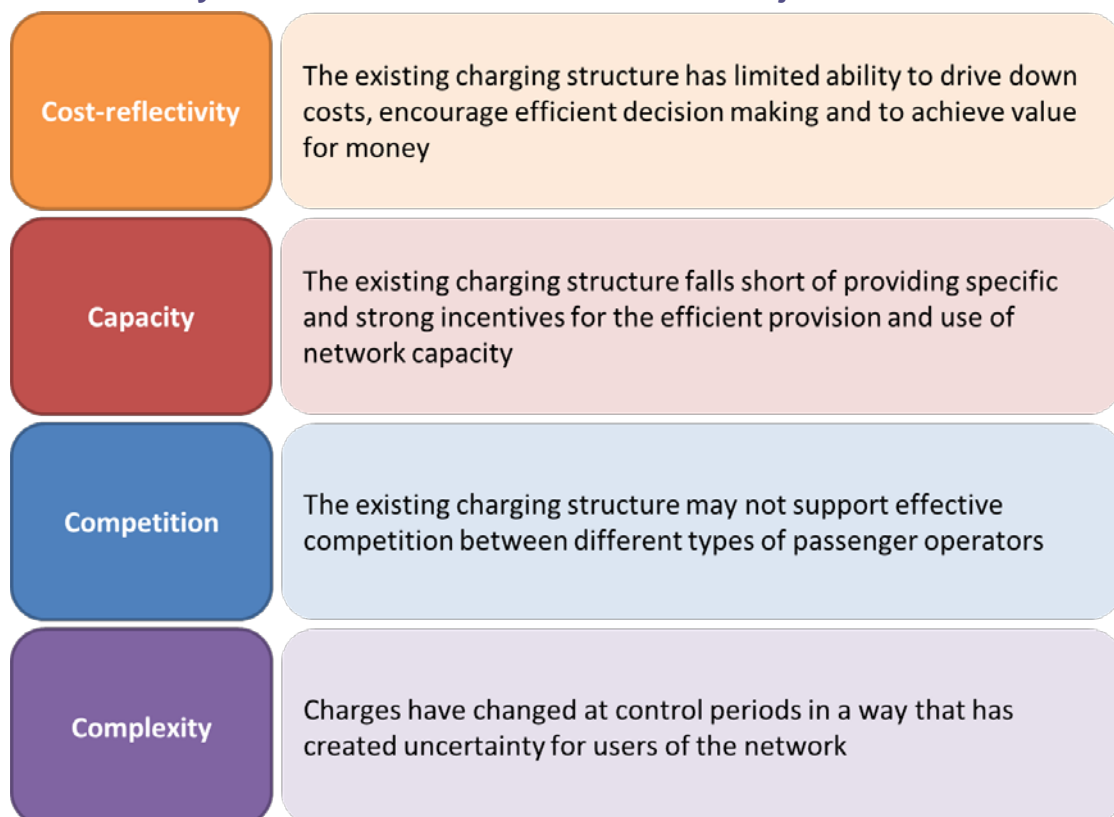 Cost-reflectivity
The existing charging structure has limited ability to drive down
costs, encourage efficient decision making and to achieve value
for money
Capacity
The existing charging structure falls short of providing specific
and strong incentives for the efficient provision and use of
network capacity
Competition
The existing charging structure may not support effective
competition between different types of passenger operators
Complexity
Charges have changed at control periods in a way that has
created uncertainty for users of the network